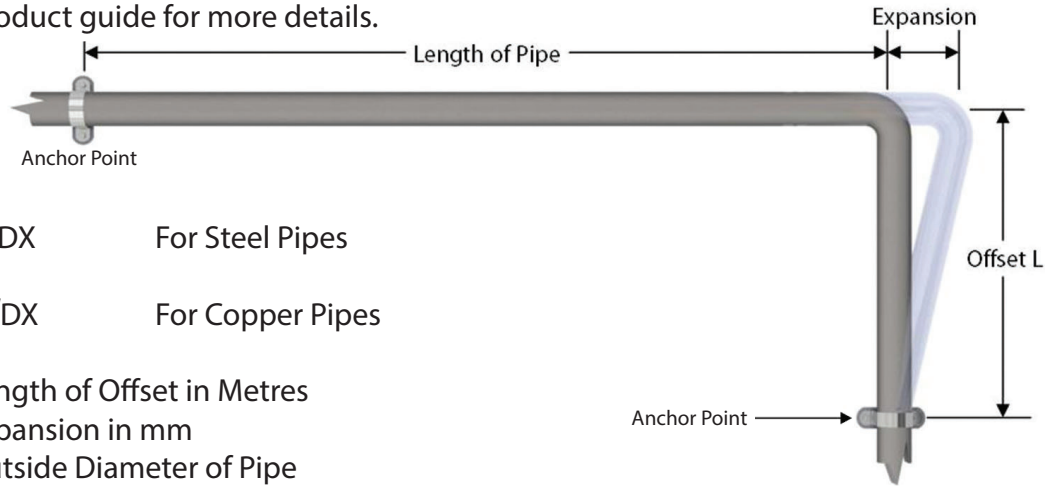 oduct guide for more details.
Expansion
Length of Pipe
Anchor Point
DX For Steel Pipes
Offset L
DX For Copper Pipes
ngth of Offset in Metres
pansion in mm
Anchor Point
utside Diameter of Pipe